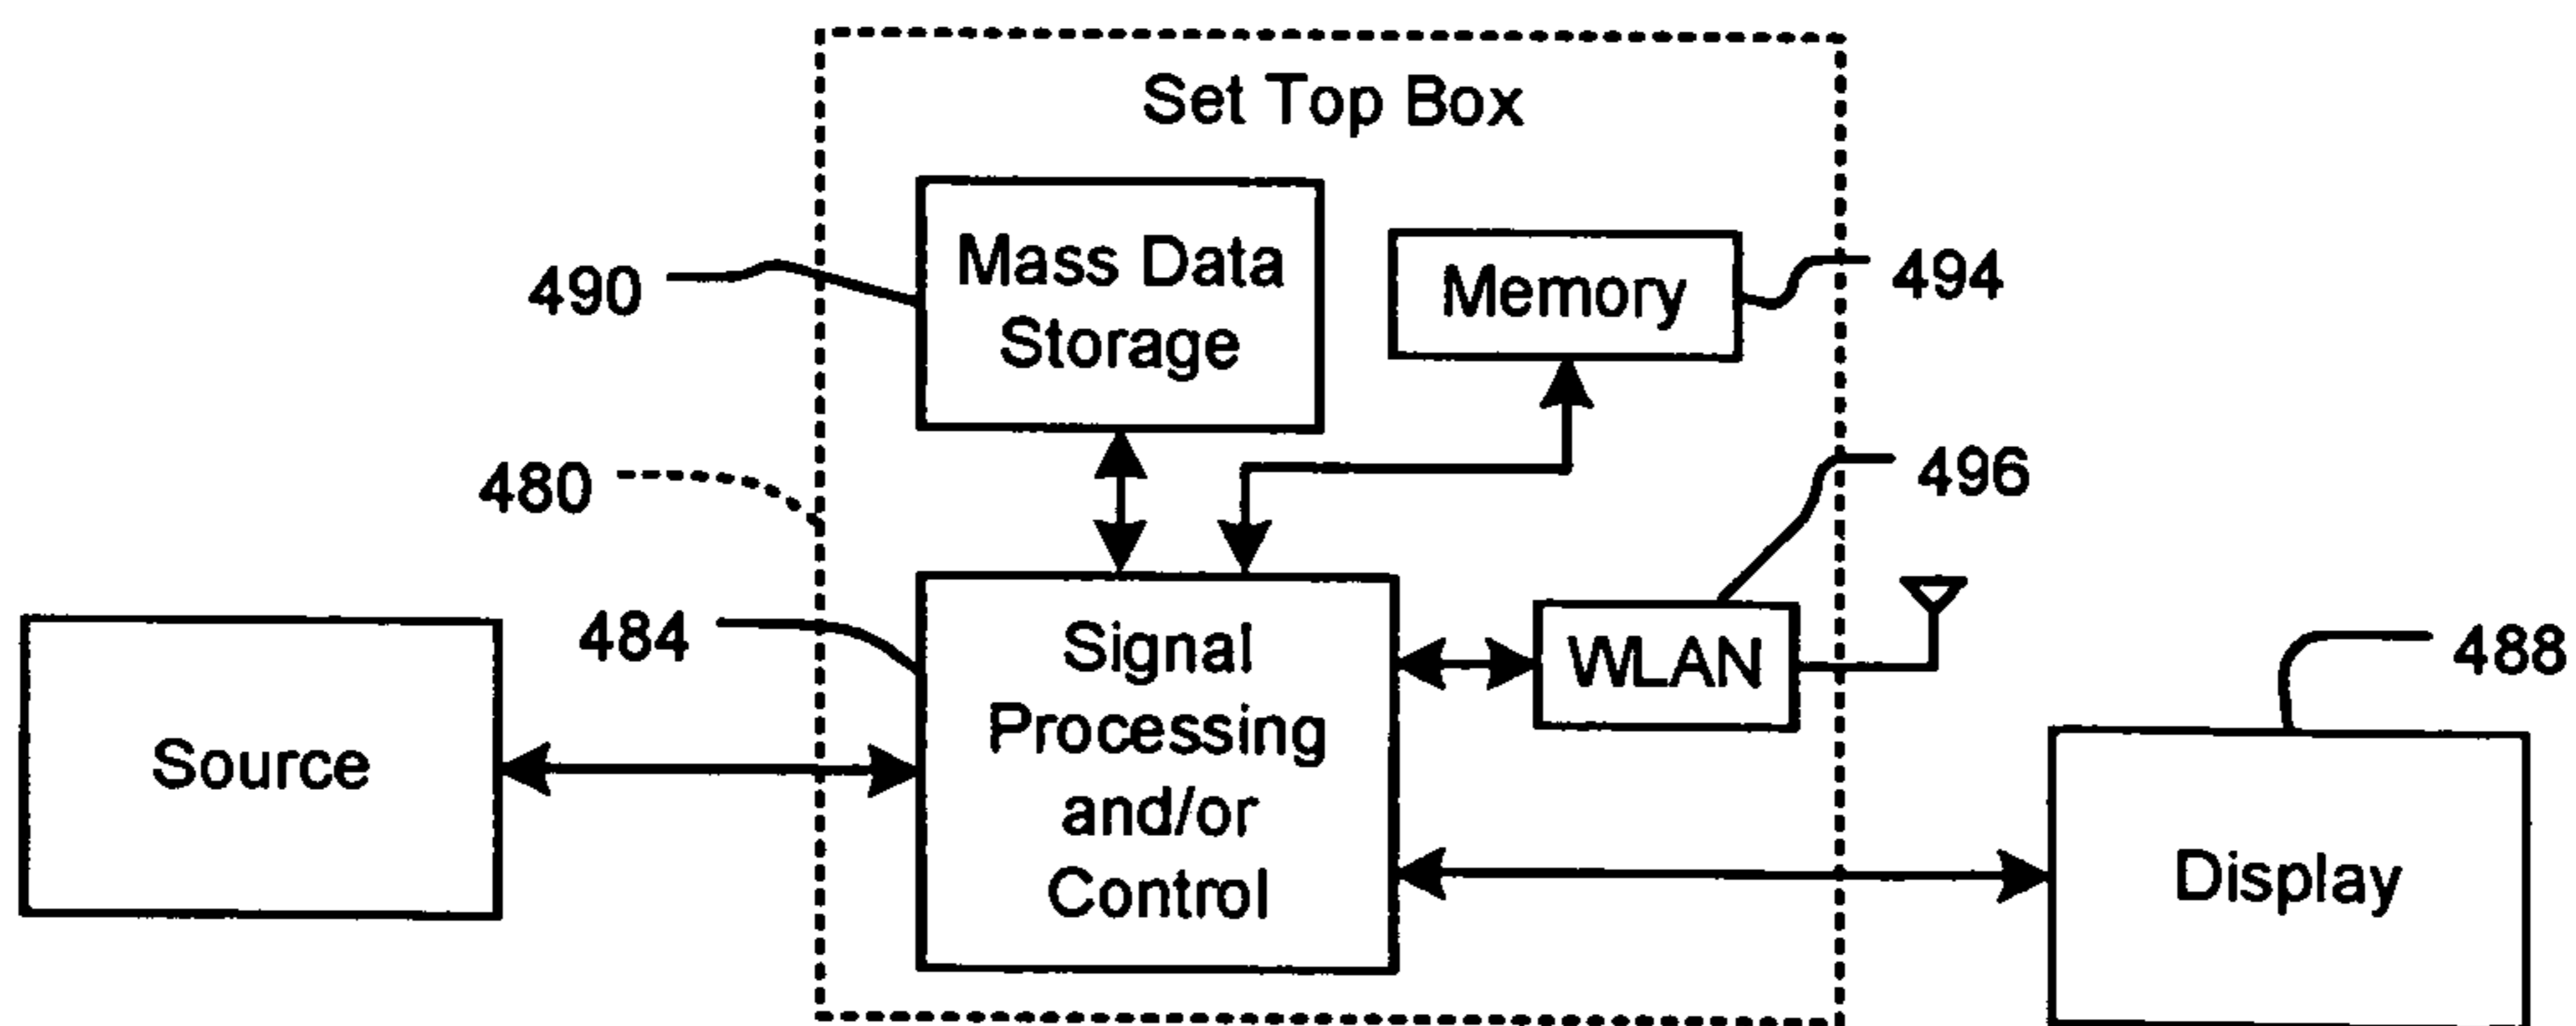 Set Top Box
Mass Data
Storage
490
Memory
494
480
496
484
Signal
Processing
and/or
Control
WLAN
488
Source
Display